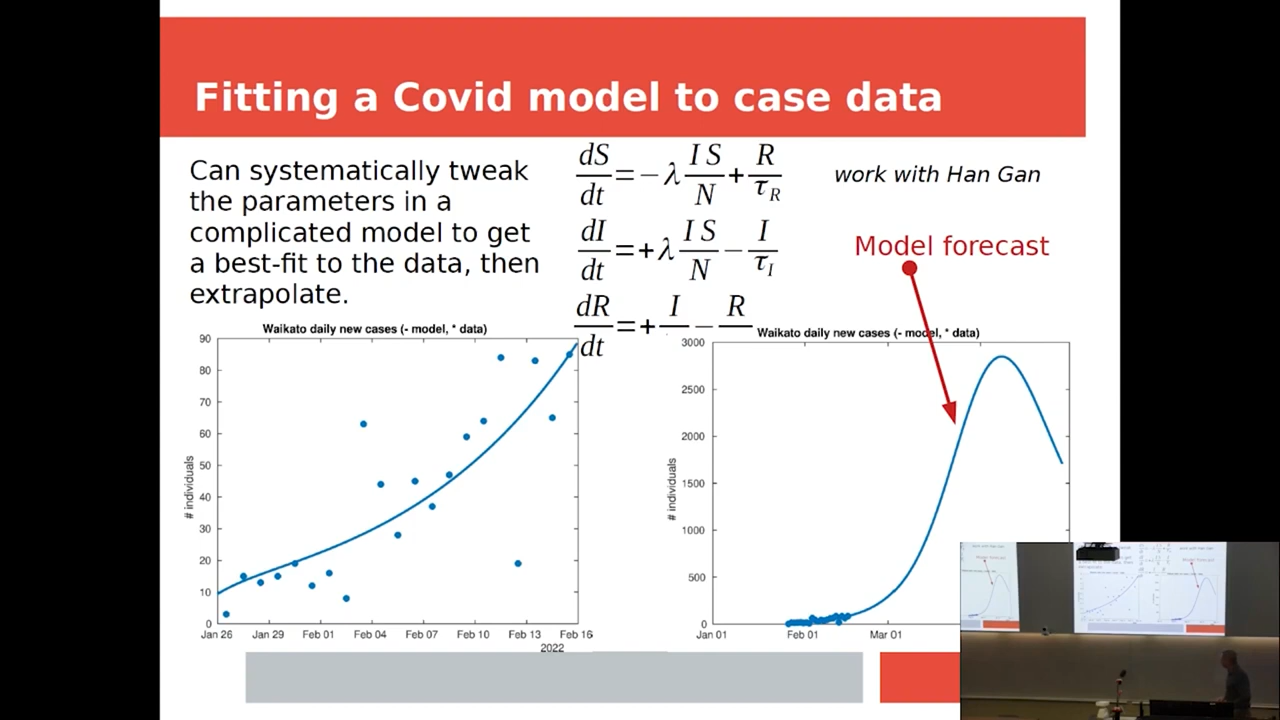 Fitting a Covid model to case data
Can systematically tweak
the parameters in a
complicated model to get
a best-fit to the data, then
extrapolate.
dS/dt=−λ I S/N+R/τ_R
dI/dt=+λ I S/N−I/τ_I
dR/dt=+I−R
work with Han Gan
Model forecast
Waikato daily new cases (- model, * data)
# individuals
90
80
70
60
50
40
30
20
10
0
Jan 26 Jan 29 Feb 01 Feb 04 Feb 07 Feb 10 Feb 13 Feb 16
2022
Waikato daily new cases (- model, * data)
# individuals
3000
2500
2000
1500
1000
500
0
Jan 01 Feb 01 Mar 01